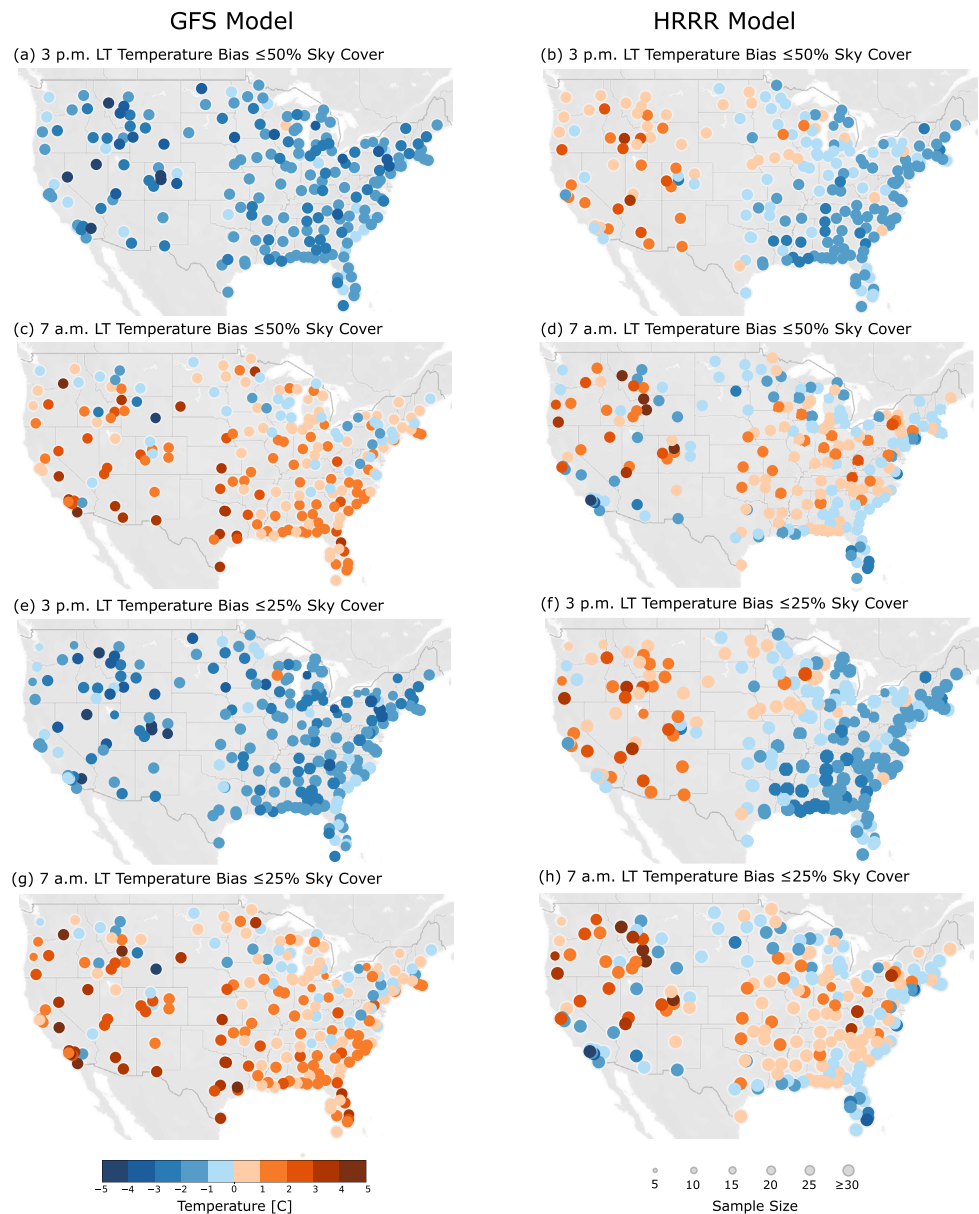 GFS Model
HRRR Model
(a) 3 p.m. LT Temperature Bias ≤50% Sky Cover
(b) 3 p.m. LT Temperature Bias ≤50% Sky Cover
(c) 7 a.m. LT Temperature Bias ≤50% Sky Cover
(d) 7 a.m. LT Temperature Bias ≤50% Sky Cover
(e) 3 p.m. LT Temperature Bias ≤25% Sky Cover
(f) 3 p.m. LT Temperature Bias ≤25% Sky Cover
(g) 7 a.m. LT Temperature Bias ≤25% Sky Cover
(h) 7 a.m. LT Temperature Bias ≤25% Sky Cover
−5 −4 −3 −2 −1 0 1 2 3 4 5
Temperature [C]
5 10 15 20 25 ≥30
Sample Size